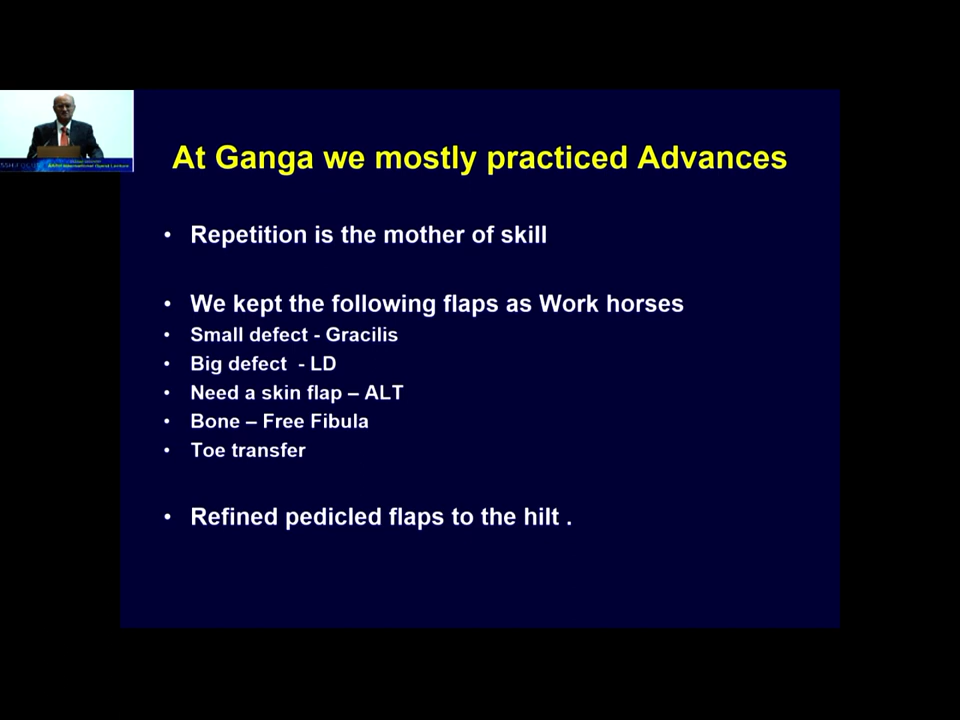 At Ganga we mostly practiced Advances
• Repetition is the mother of skill
• We kept the following flaps as Work horses
• Small defect - Gracilis
• Big defect - LD
• Need a skin flap – ALT
• Bone – Free Fibula
• Toe transfer
• Refined pedicled flaps to the hilt .